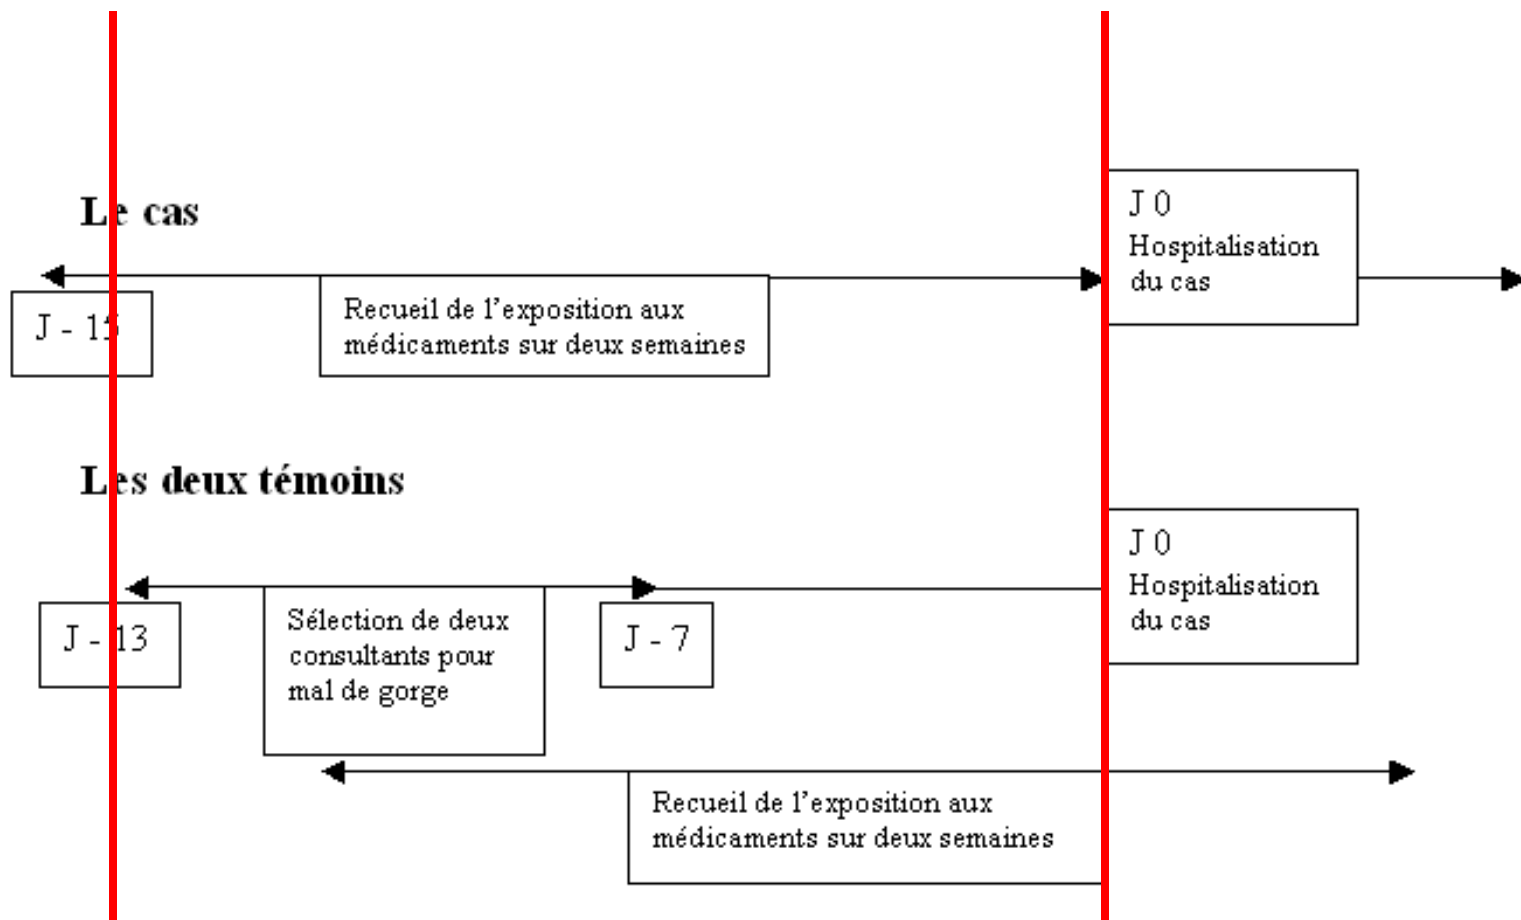 Le cas
J 0
Hospitalisation
du cas
J - 15
Recueil de l'exposition aux
médicaments sur deux semaines
Les deux témoins
J 0
Hospitalisation
du cas
J - 13
Sélection de deux
consultants pour
mal de gorge
J - 7
Recueil de l'exposition aux
médicaments sur deux semaines